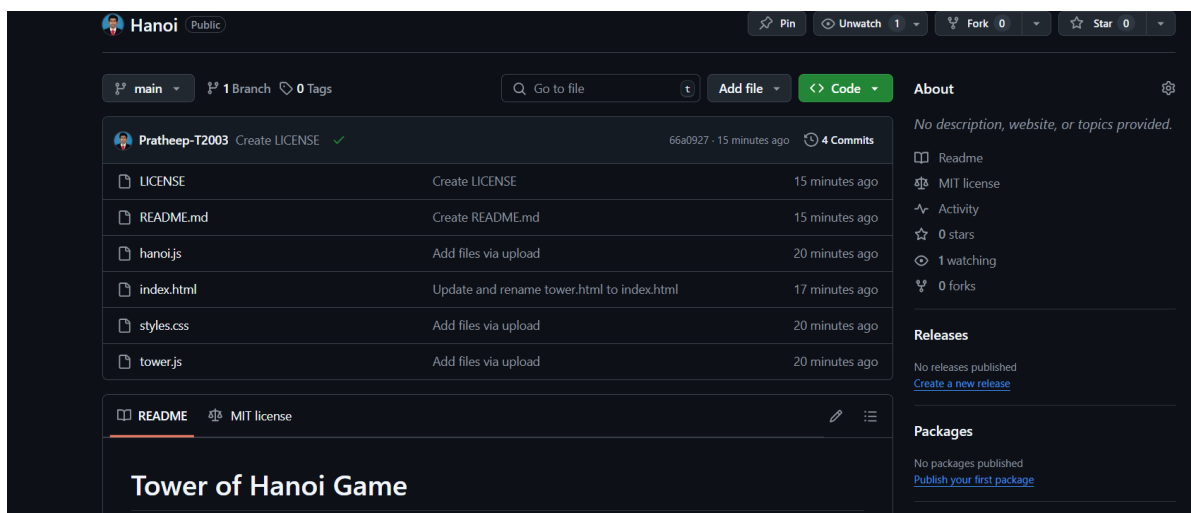 Hanoi Public
Pin Unwatch 1 Fork 0 Star 0
main 1 Branch 0 Tags Go to file t Add file Code
Pratheep-T2003 Create LICENSE 66a0927 · 15 minutes ago 4 Commits
LICENSE Create LICENSE 15 minutes ago
README.md Create README.md 15 minutes ago
hanoi.js Add files via upload 20 minutes ago
index.html Update and rename tower.html to index.html 17 minutes ago
styles.css Add files via upload 20 minutes ago
tower.js Add files via upload 20 minutes ago
README MIT license
Tower of Hanoi Game
About
No description, website, or topics provided.
Readme
MIT license
Activity
0 stars
1 watching
0 forks
Releases
No releases published
Create a new release
Packages
No packages published
Publish your first package